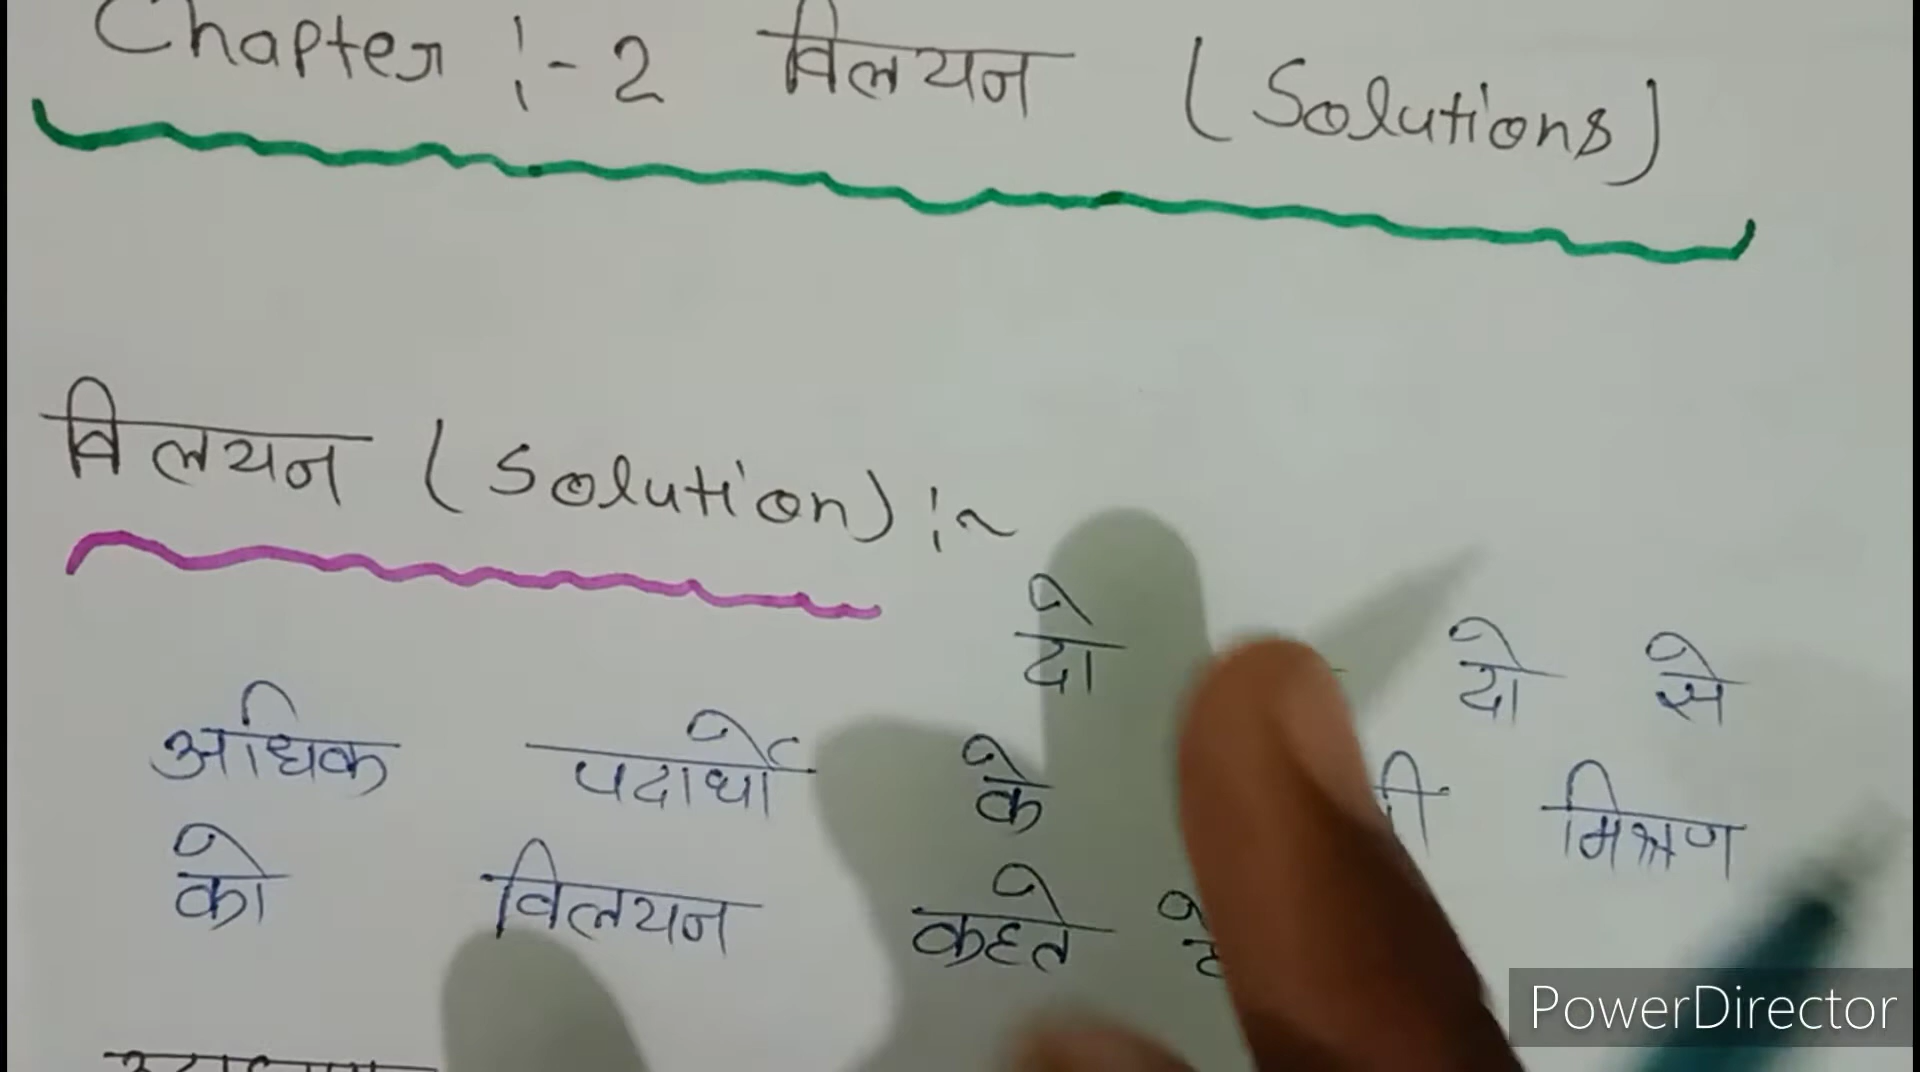 Chapter :- 2 विलयन (Solutions)
विलयन (Solution) :~
दो दो से
अधिक पदार्थो के मिश्रण
को विलयन कहते
PowerDirector